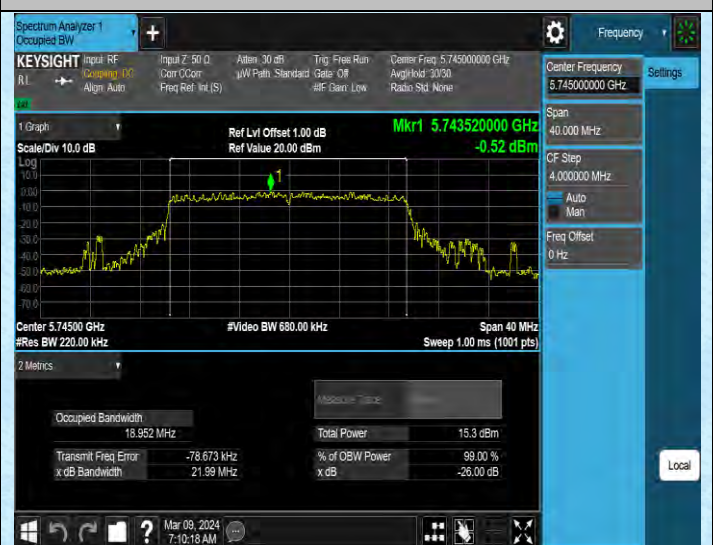 Spectrum Analyzer 1
Occupied BW
+
Frequency
KEYSIGHT Input: RF Input Z: 50 Ω Atten: 30 dB Trig: Free Run Center Freq: 5.745000000 GHz
RL Coupling: DC Corr CCorr µW Path: Standard Gate: Off Avg|Hold: 30/30
Align: Auto Freq Ref: Int (S) #IF Gain: Low Radio Std: None
Center Frequency
5.745000000 GHz
Settings
Span
40.000 MHz
CF Step
4.000000 MHz
Auto
Man
Freq Offset
0 Hz
1 Graph
Ref Lvl Offset 1.00 dB
Mkr1 5.743520000 GHz
Scale/Div 10.0 dB
Ref Value 20.00 dBm
-0.52 dBm
Log
10.0
0.00
-10.0
-20.0
-30.0
-40.0
-50.0
-60.0
-70.0
1
Center 5.74500 GHz
#Video BW 680.00 kHz
Span 40 MHz
#Res BW 220.00 kHz
Sweep 1.00 ms (1001 pts)
2 Metrics
Measure Trace
Occupied Bandwidth
18.952 MHz
Total Power 15.3 dBm
Transmit Freq Error -78.673 kHz
% of OBW Power 99.00 %
x dB Bandwidth 21.99 MHz
x dB -26.00 dB
Local
?
Mar 09, 2024
7:10:18 AM